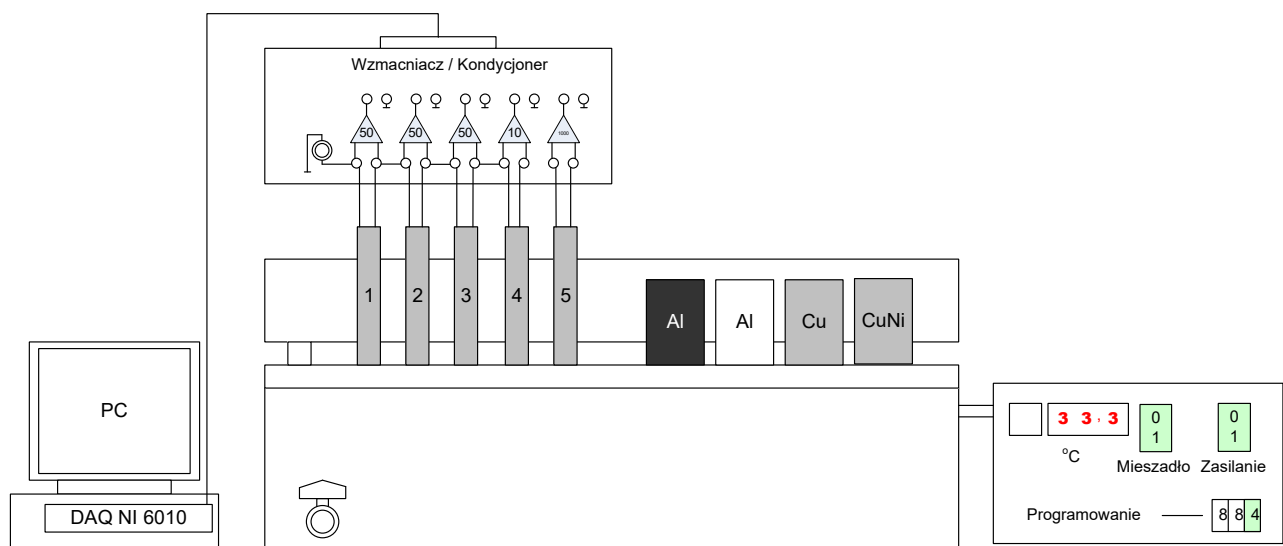 Wzmacniacz / Kondycjoner
50 50 50 10 1000
1 2 3 4 5
Al Al Cu CuNi
PC
DAQ NI 6010
3 3 , 3
°C
0
1
Mieszadło
0
1
Zasilanie
Programowanie
8 8 4